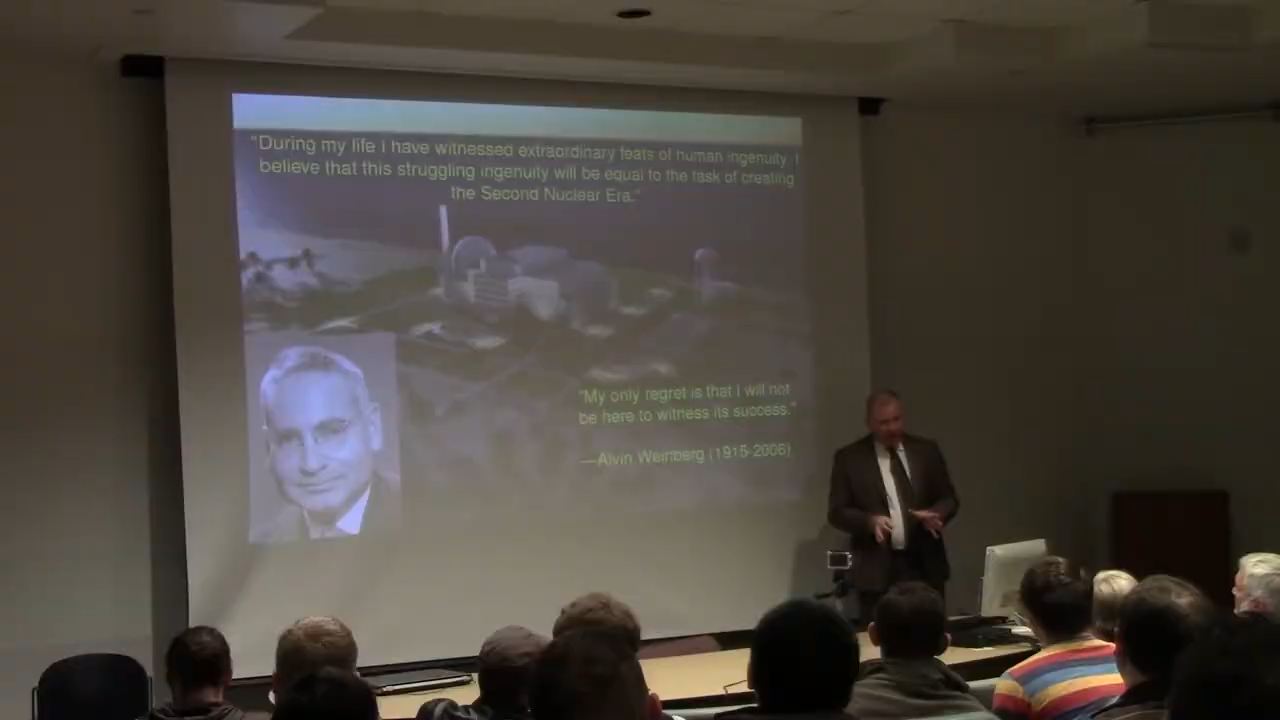 "During my life I have witnessed extraordinary feats of human ingenuity. I
believe that this struggling ingenuity will be equal to the task of creating
the Second Nuclear Era."
"My only regret is that I will not
be here to witness its success."
—Alvin Weinberg (1915-2006)